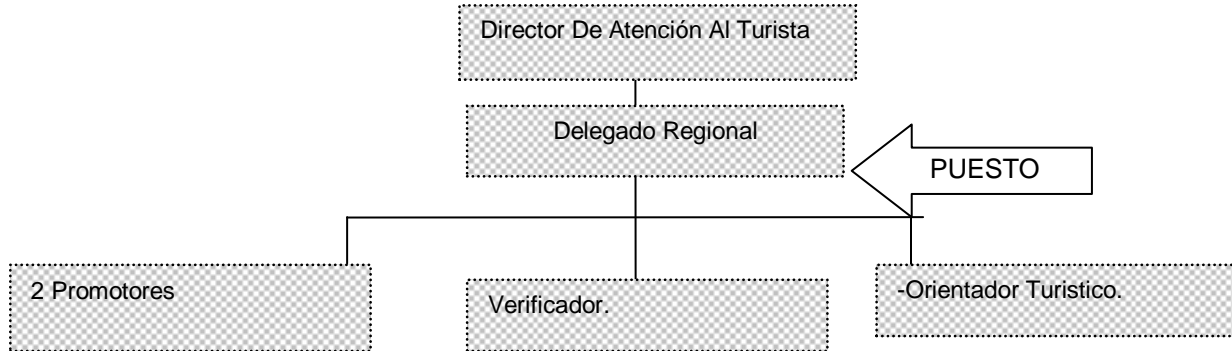 Director De Atención Al Turista
Delegado Regional
PUESTO
2 Promotores
Verificador.
-Orientador Turistico.